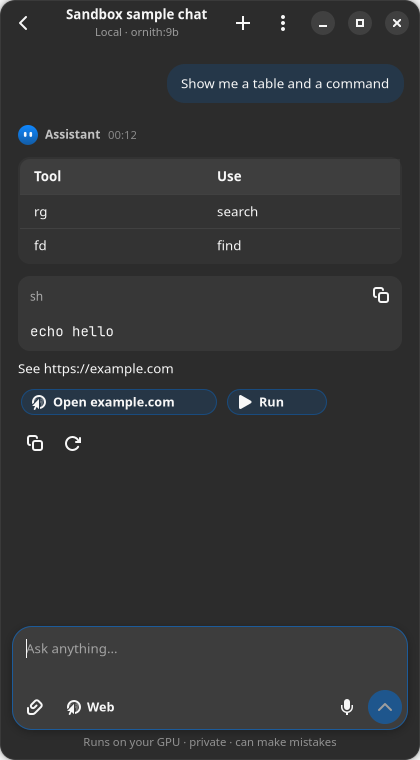 Sandbox sample chat
Local · ornith:9b
Show me a table and a command
Assistant 00:12
Tool Use
rg search
fd find
sh
echo hello
See https://example.com
Open example.com Run
Ask anything...
Web
Runs on your GPU · private · can make mistakes